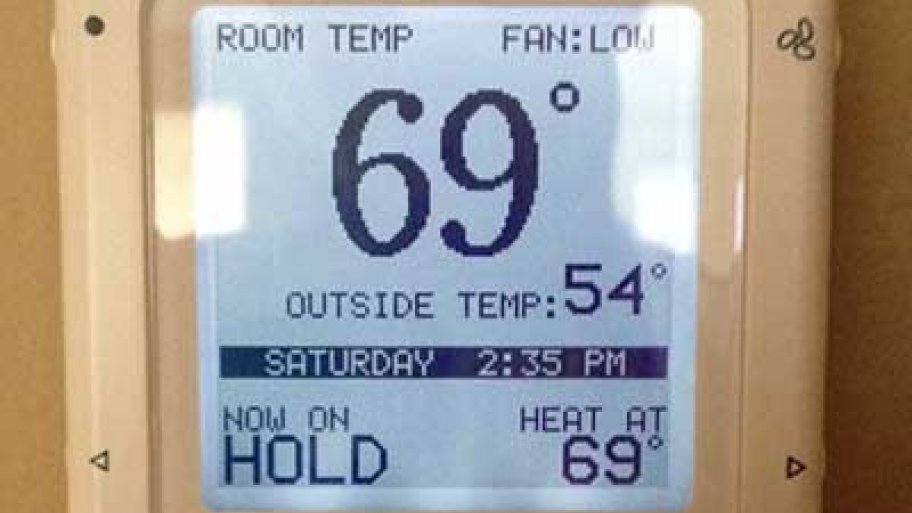 ROOM TEMP FAN:LOW
69°
OUTSIDE TEMP:54°
SATURDAY 2:35 PM
NOW ON HEAT AT
HOLD 69°